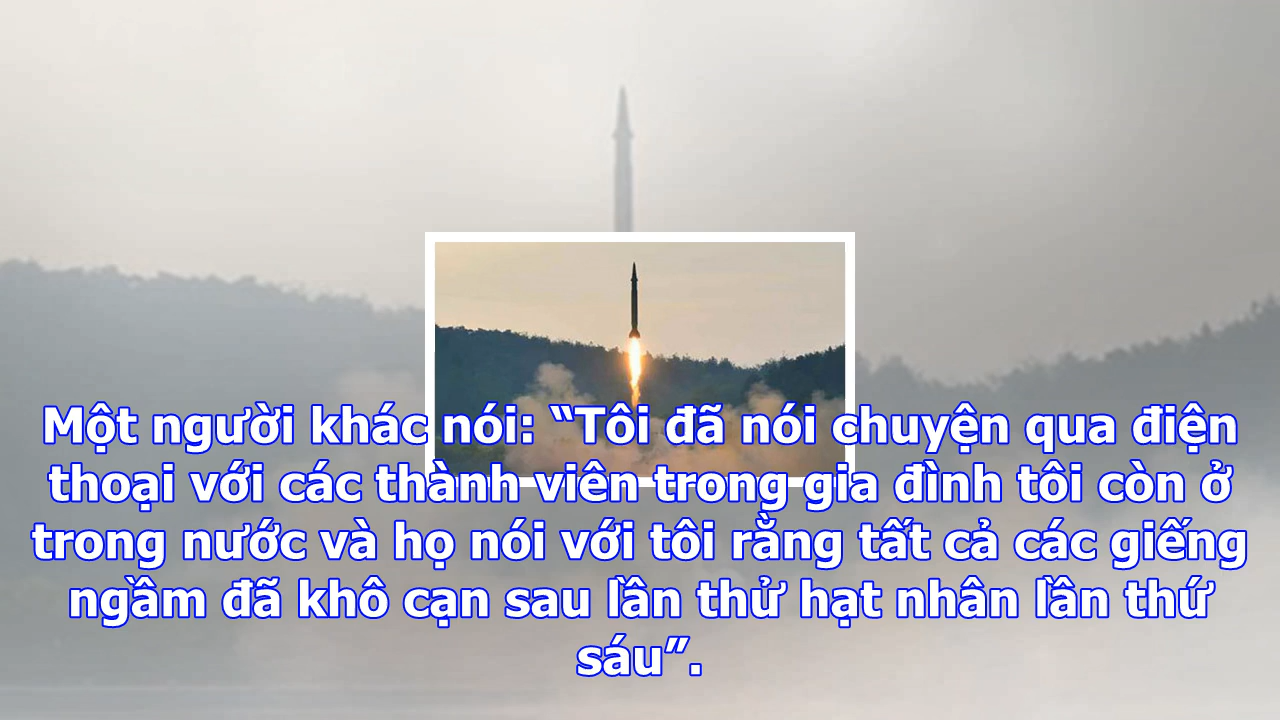 Một người khác nói: “Tôi đã nói chuyện qua điện
thoại với các thành viên trong gia đình tôi còn ở
trong nước và họ nói với tôi rằng tất cả các giếng
ngầm đã khô cạn sau lần thử hạt nhân lần thứ
sáu”.